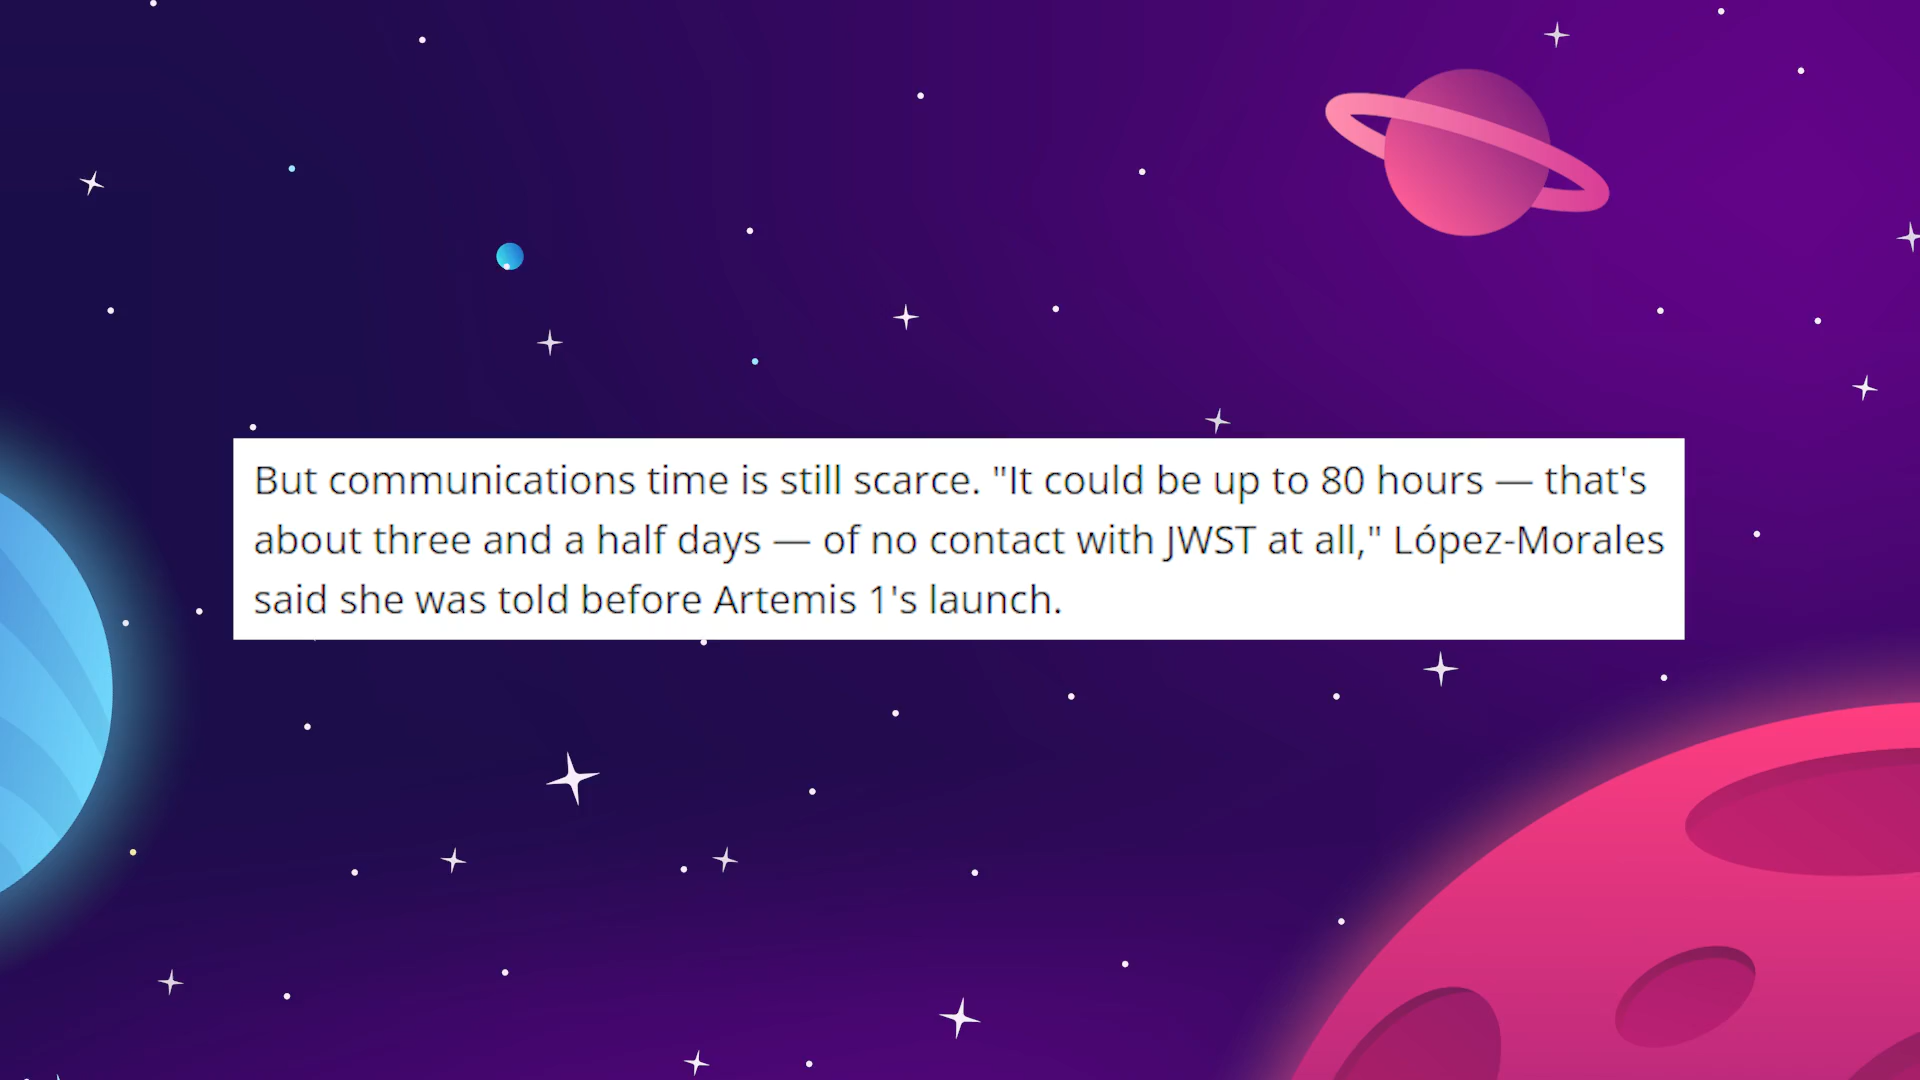 But communications time is still scarce. "It could be up to 80 hours — that's
about three and a half days — of no contact with JWST at all," López-Morales
said she was told before Artemis 1's launch.